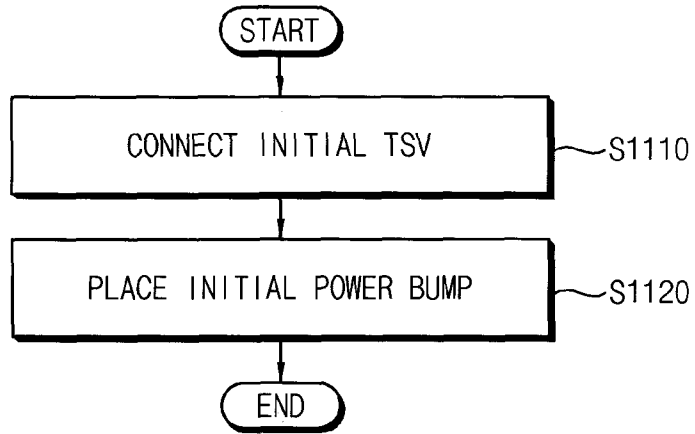 START
CONNECT INITIAL TSV
S1110
PLACE INITIAL POWER BUMP
S1120
END